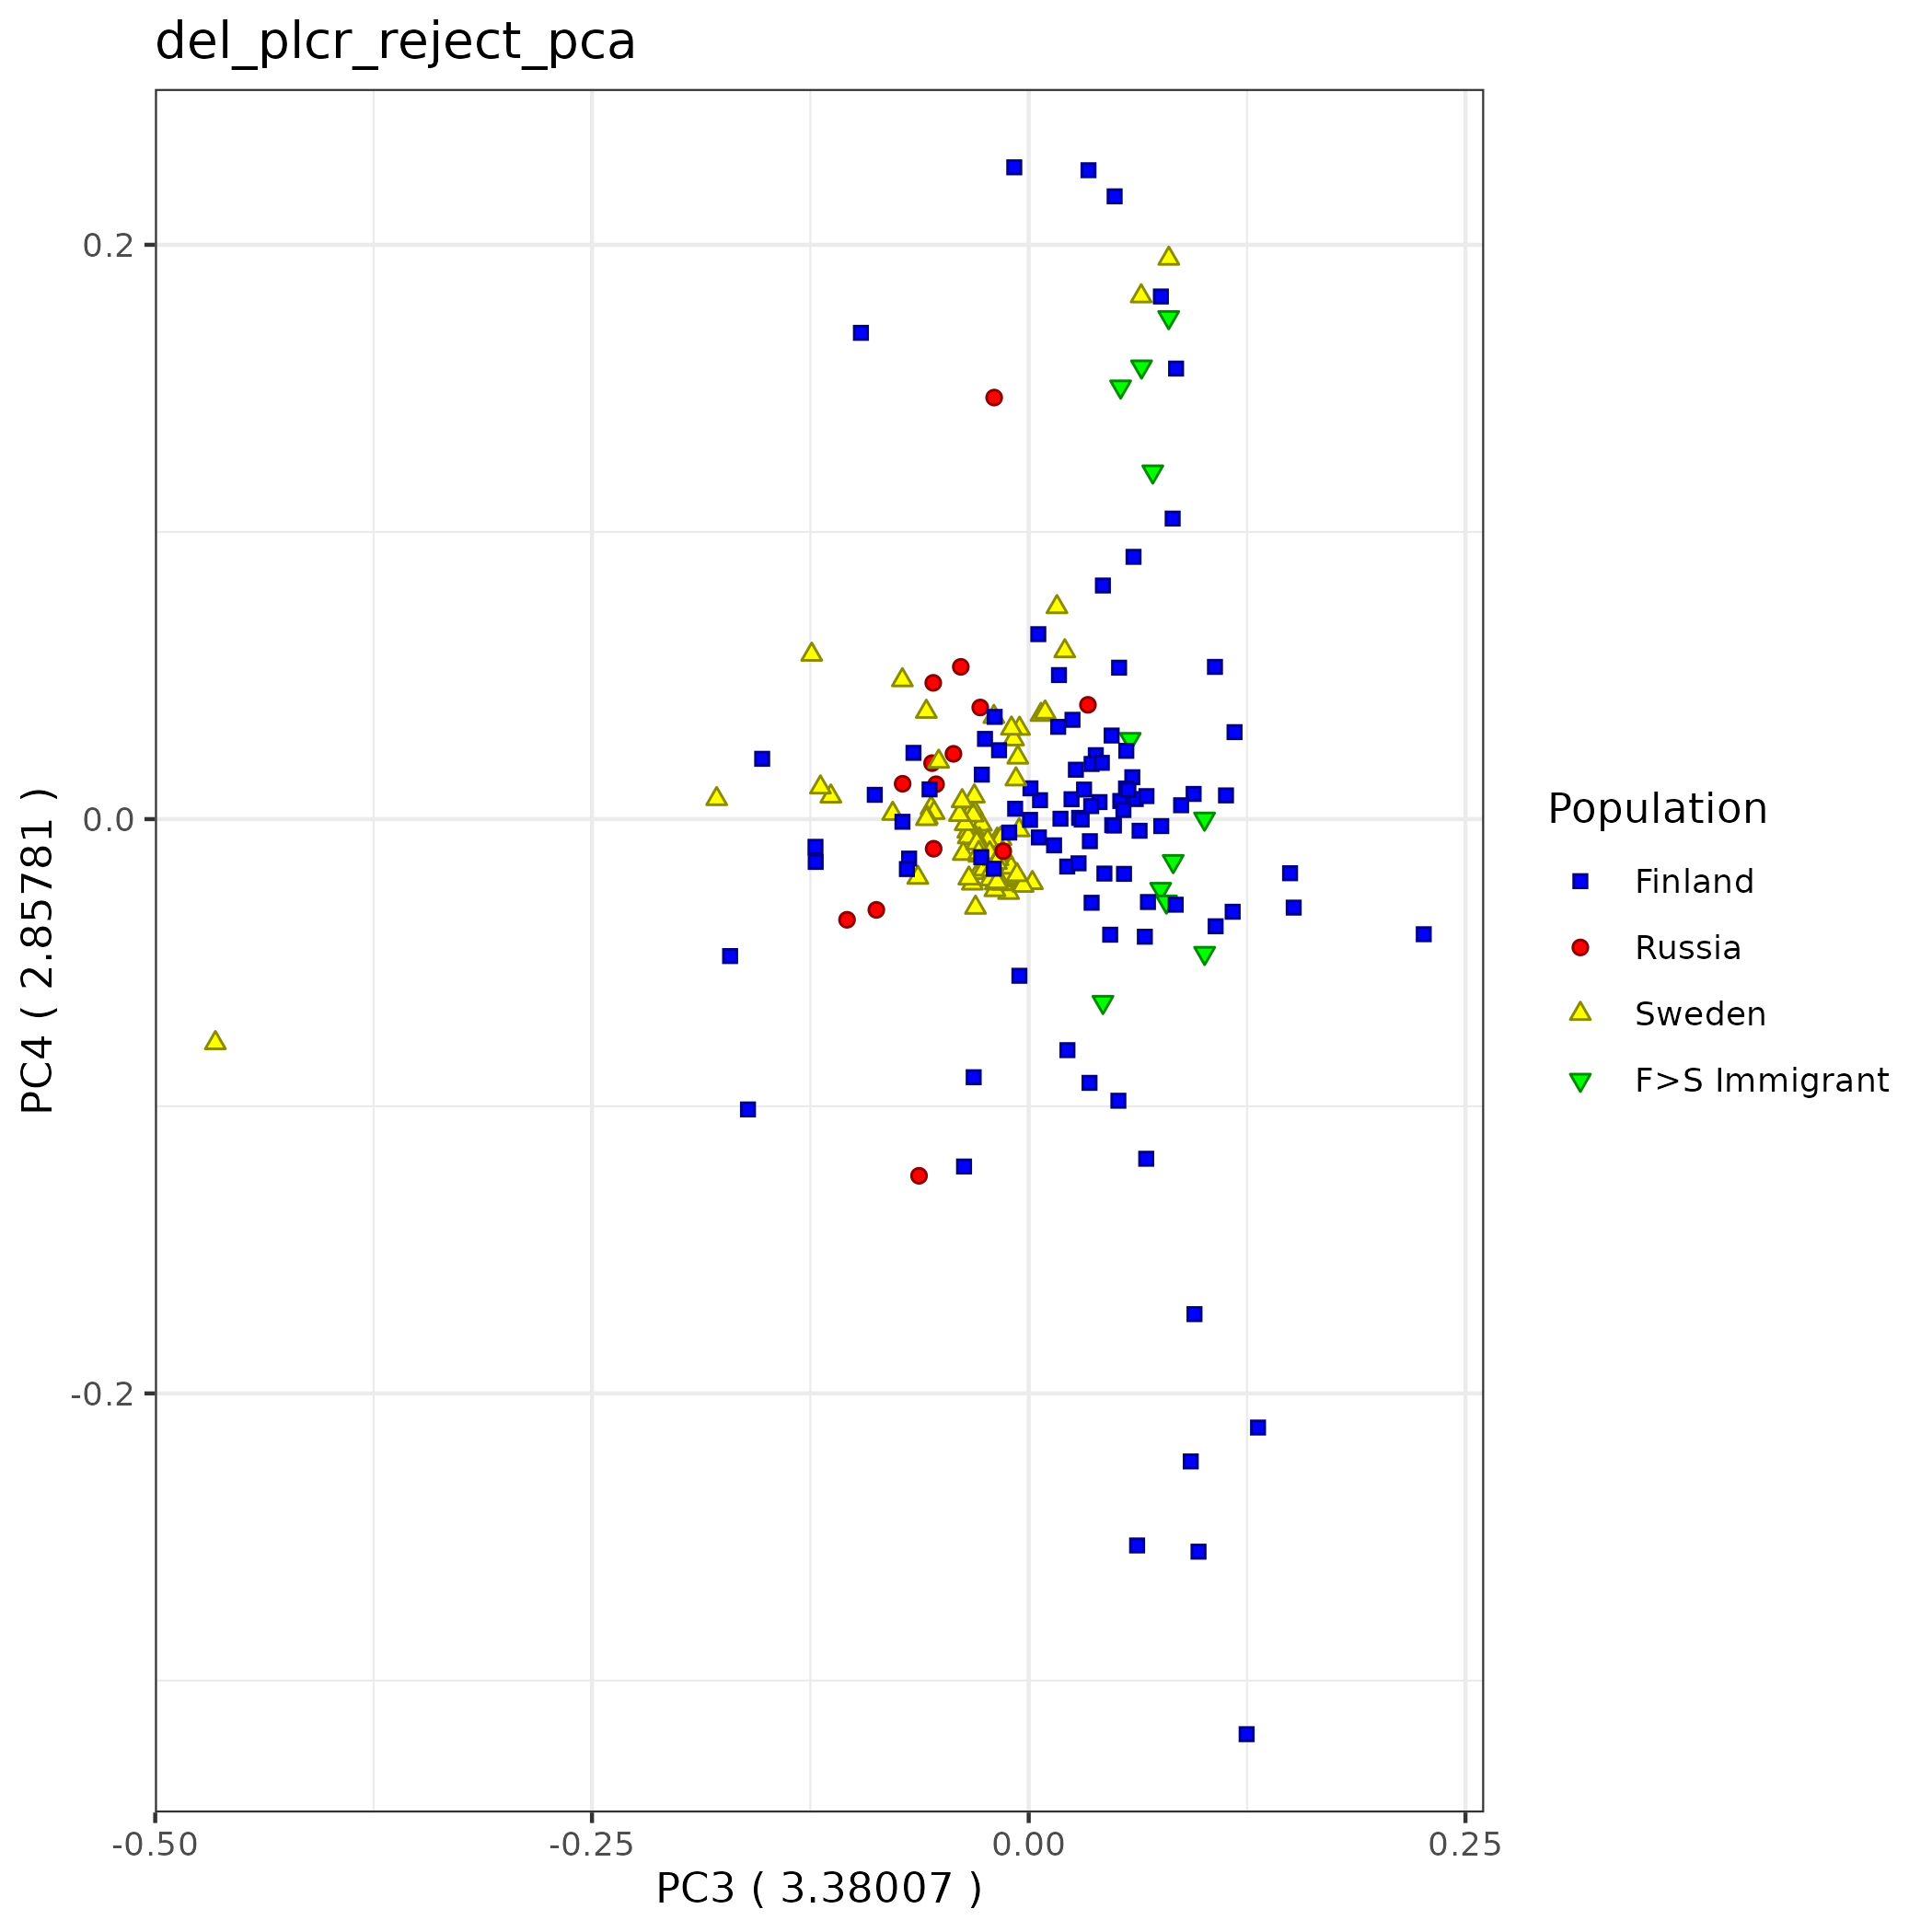 del_plcr_reject_pca
PC4 ( 2.85781 )
0.2
0.0
-0.2
-0.50
-0.25
0.00
0.25
PC3 ( 3.38007 )
Population
Finland
Russia
Sweden
F>S Immigrant